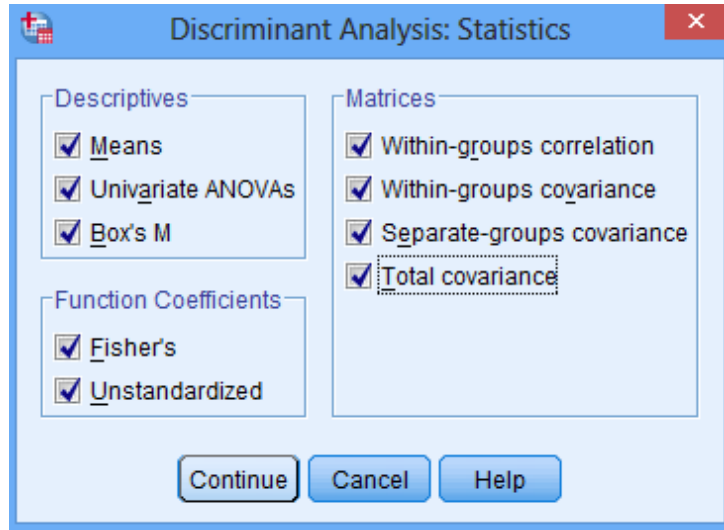 Discriminant Analysis: Statistics
Descriptives
Means
Univariate ANOVAs
Box's M
Function Coefficients
Fisher's
Unstandardized
Matrices
Within-groups correlation
Within-groups covariance
Separate-groups covariance
Total covariance
Continue
Cancel
Help